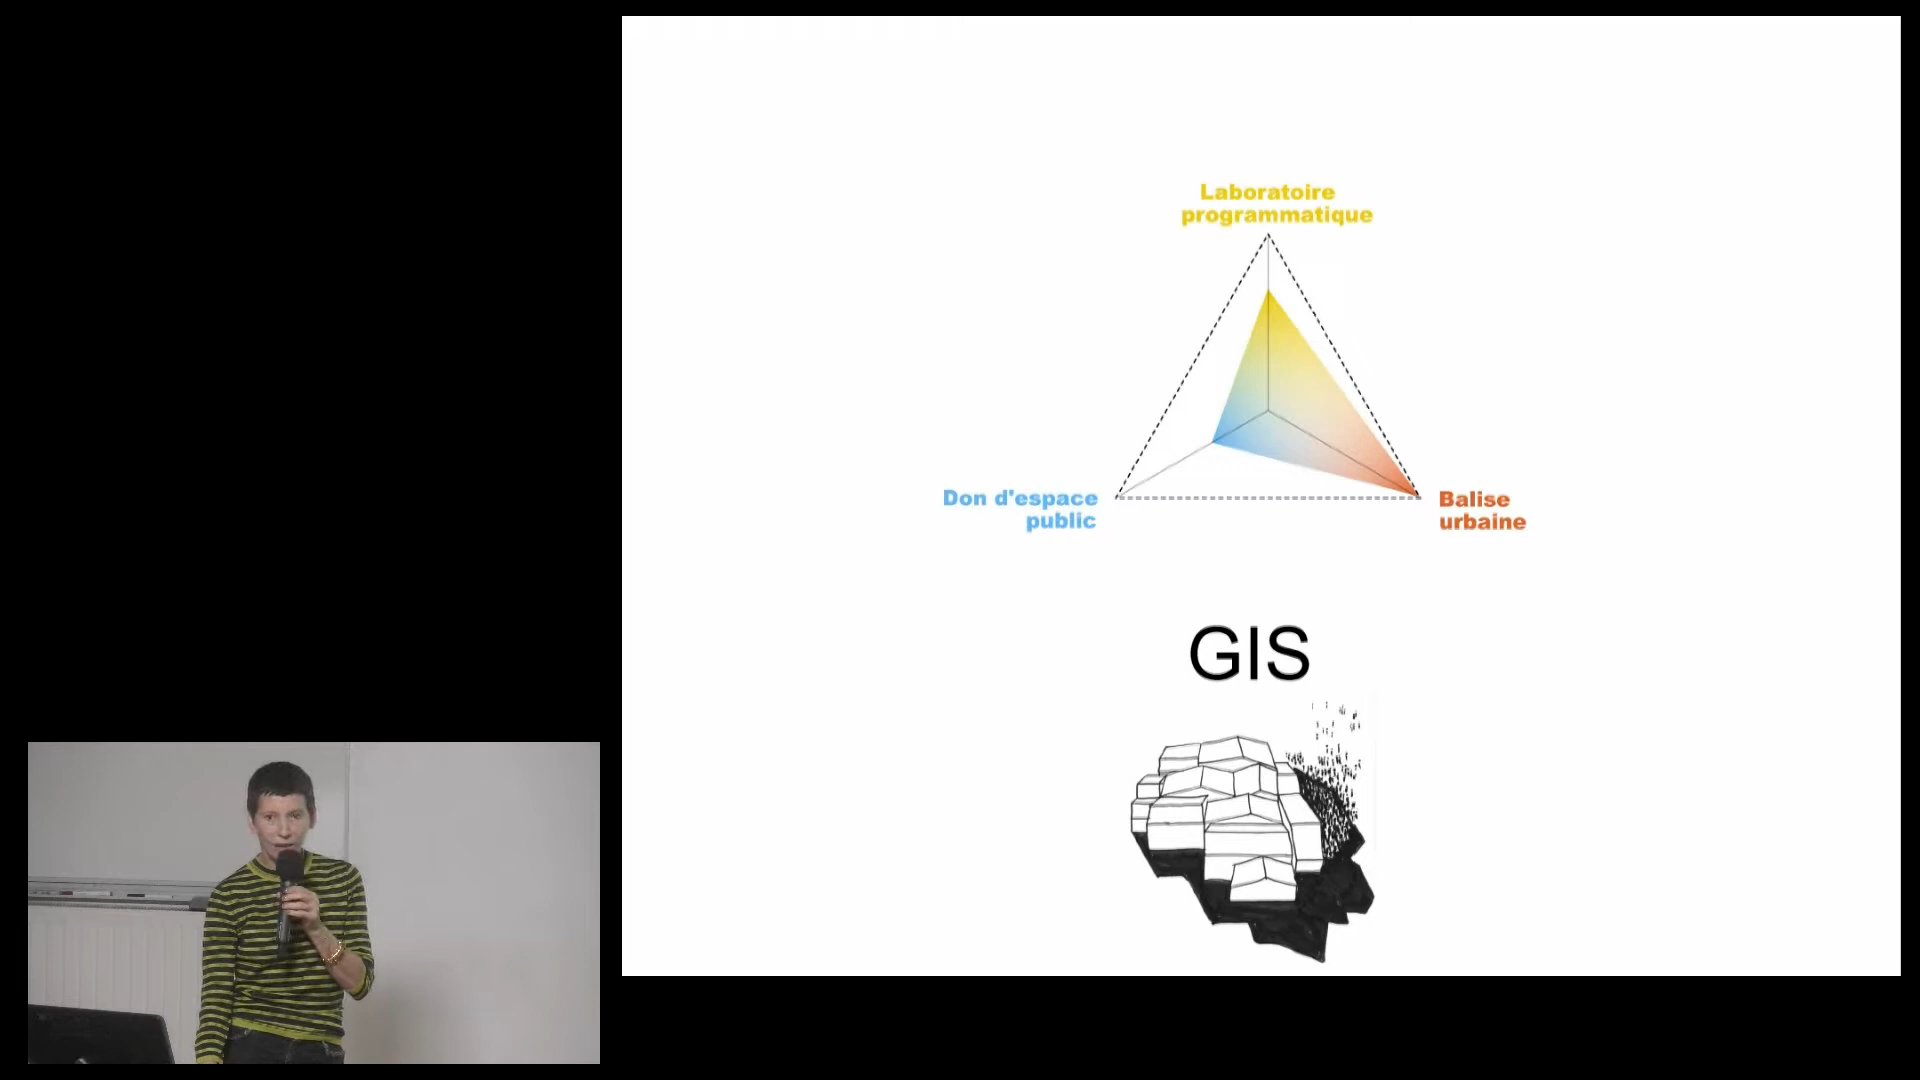 Laboratoire
programmatique
Don d'espace
public
Balise
urbaine
GIS